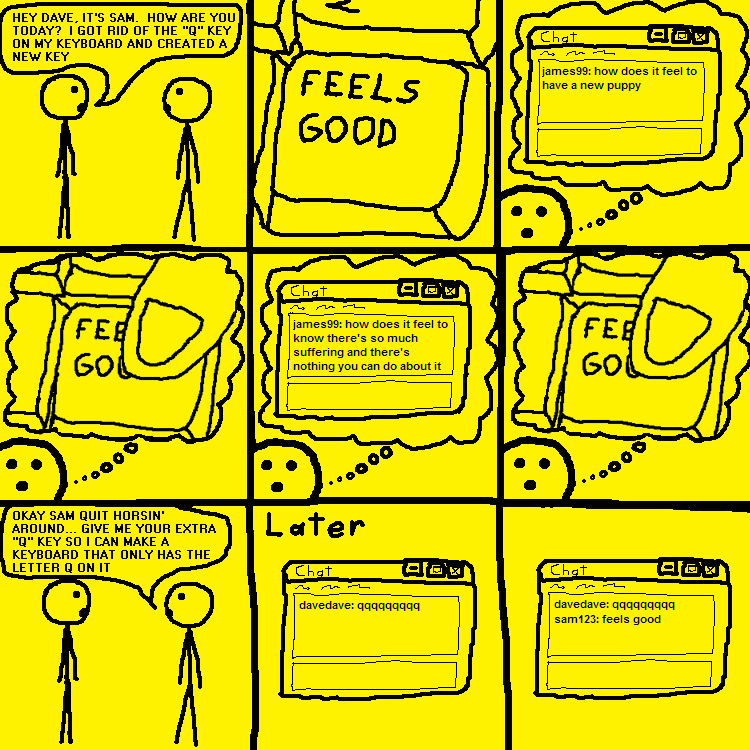 HEY DAVE, IT'S SAM. HOW ARE YOU
TODAY? I GOT RID OF THE "Q" KEY
ON MY KEYBOARD AND CREATED A
NEW KEY
FEELS
GOOD
Chat
james99: how does it feel to
have a new puppy
FEE
GO
Chat
james99: how does it feel to
know there's so much
suffering and there's
nothing you can do about it
FEE
GO
OKAY SAM QUIT HORSIN'
AROUND... GIVE ME YOUR EXTRA
"Q" KEY SO I CAN MAKE A
KEYBOARD THAT ONLY HAS THE
LETTER Q ON IT
Later
Chat
davedave: qqqqqqqqq
Chat
davedave: qqqqqqqqq
sam123: feels good